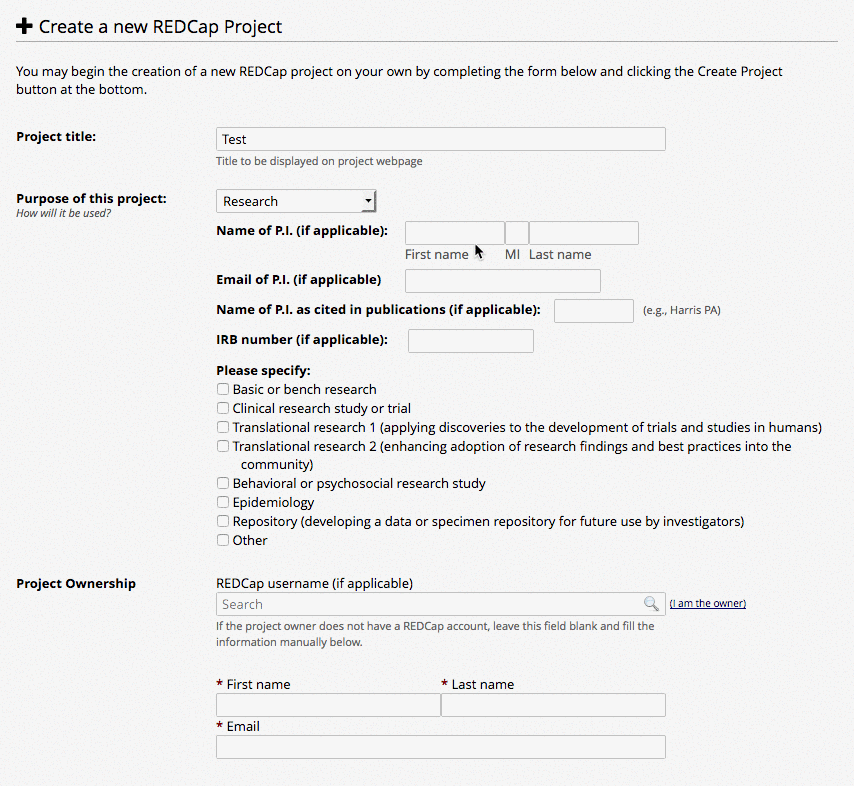 Create a new REDCap Project
You may begin the creation of a new REDCap project on your own by completing the form below and clicking the Create Project
button at the bottom.
Project title:
Test
Title to be displayed on project webpage
Purpose of this project:
How will it be used?
Research
Name of P.I. (if applicable):
First name MI Last name
Email of P.I. (if applicable)
Name of P.I. as cited in publications (if applicable): (e.g., Harris PA)
IRB number (if applicable):
Please specify:
Basic or bench research
Clinical research study or trial
Translational research 1 (applying discoveries to the development of trials and studies in humans)
Translational research 2 (enhancing adoption of research findings and best practices into the
community)
Behavioral or psychosocial research study
Epidemiology
Repository (developing a data or specimen repository for future use by investigators)
Other
Project Ownership
REDCap username (if applicable)
Search
(I am the owner)
If the project owner does not have a REDCap account, leave this field blank and fill the
information manually below.
* First name * Last name
* Email